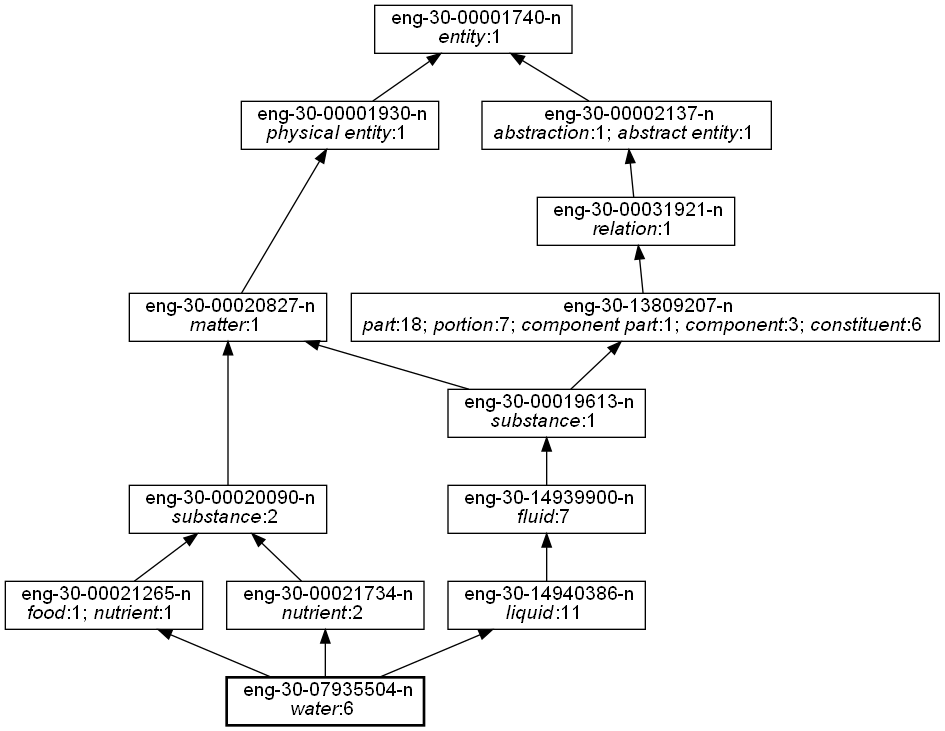 eng-30-00001740-n
entity:1
eng-30-00001930-n
physical entity:1
eng-30-00002137-n
abstraction:1; abstract entity:1
eng-30-00031921-n
relation:1
eng-30-00020827-n
matter:1
eng-30-13809207-n
part:18; portion:7; component part:1; component:3; constituent:6
eng-30-00019613-n
substance:1
eng-30-00020090-n
substance:2
eng-30-14939900-n
fluid:7
eng-30-00021265-n
food:1; nutrient:1
eng-30-00021734-n
nutrient:2
eng-30-14940386-n
liquid:11
eng-30-07935504-n
water:6